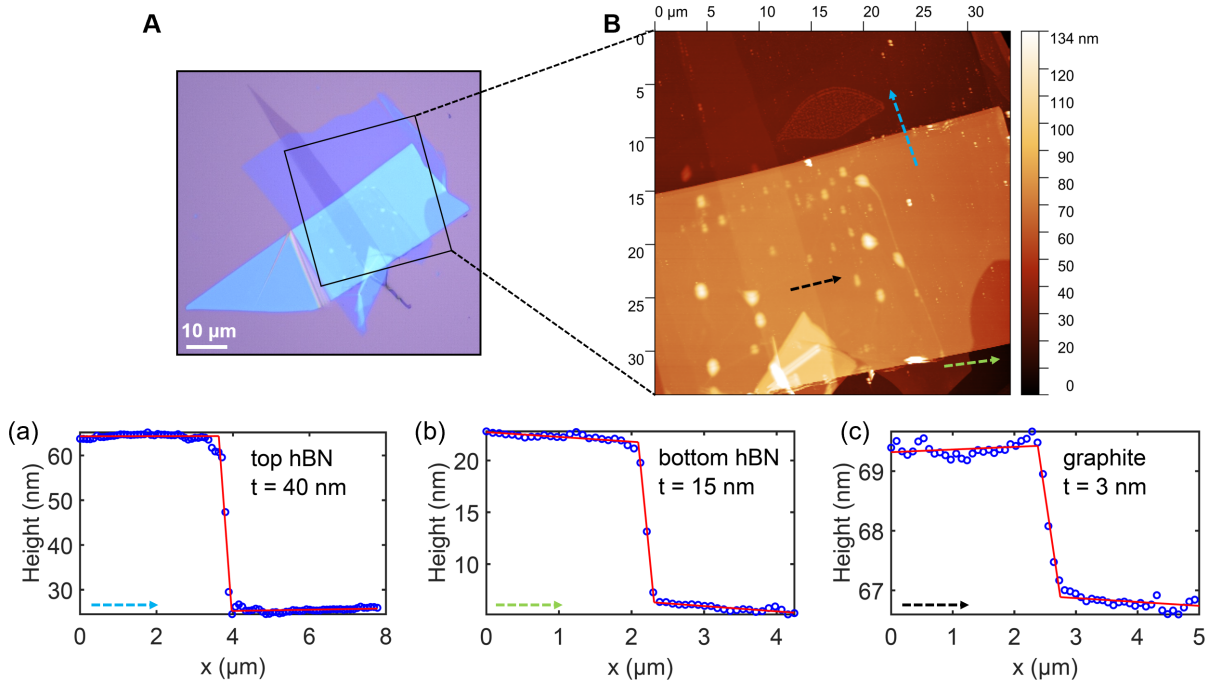 A
B
10 µm
0 µm
5
10
15
20
25
30
0
5
10
15
20
25
30
134 nm
120
110
100
90
80
70
60
50
40
30
20
10
0
(a)
top hBN
t = 40 nm
Height (nm)
60
50
40
30
0
2
4
6
8
x (µm)
(b)
bottom hBN
t = 15 nm
Height (nm)
20
15
10
0
1
2
3
4
x (µm)
(c)
graphite
t = 3 nm
Height (nm)
69
68
67
0
1
2
3
4
5
x (µm)